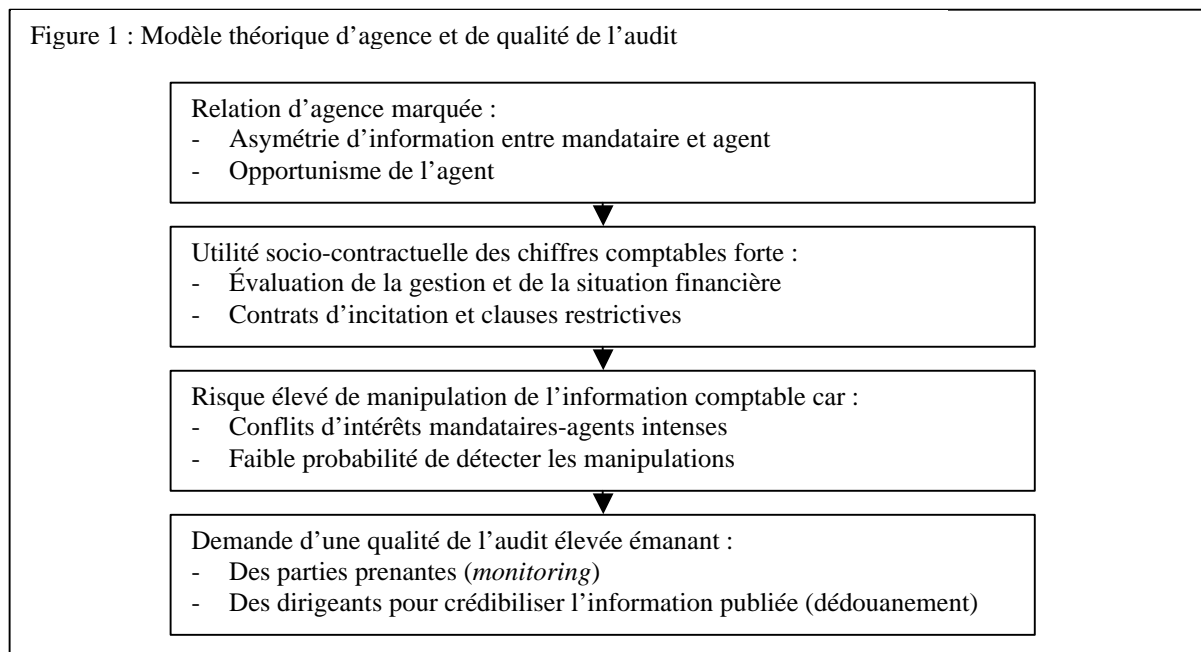 Figure 1 : Modèle théorique d’agence et de qualité de l’audit
Relation d’agence marquée :
- Asymétrie d’information entre mandataire et agent
- Opportunisme de l’agent
Utilité socio-contractuelle des chiffres comptables forte :
- Évaluation de la gestion et de la situation financière
- Contrats d’incitation et clauses restrictives
Risque élevé de manipulation de l’information comptable car :
- Conflits d’intérêts mandataires-agents intenses
- Faible probabilité de détecter les manipulations
Demande d’une qualité de l’audit élevée émanant :
- Des parties prenantes (monitoring)
- Des dirigeants pour crédibiliser l’information publiée (dédouanement)